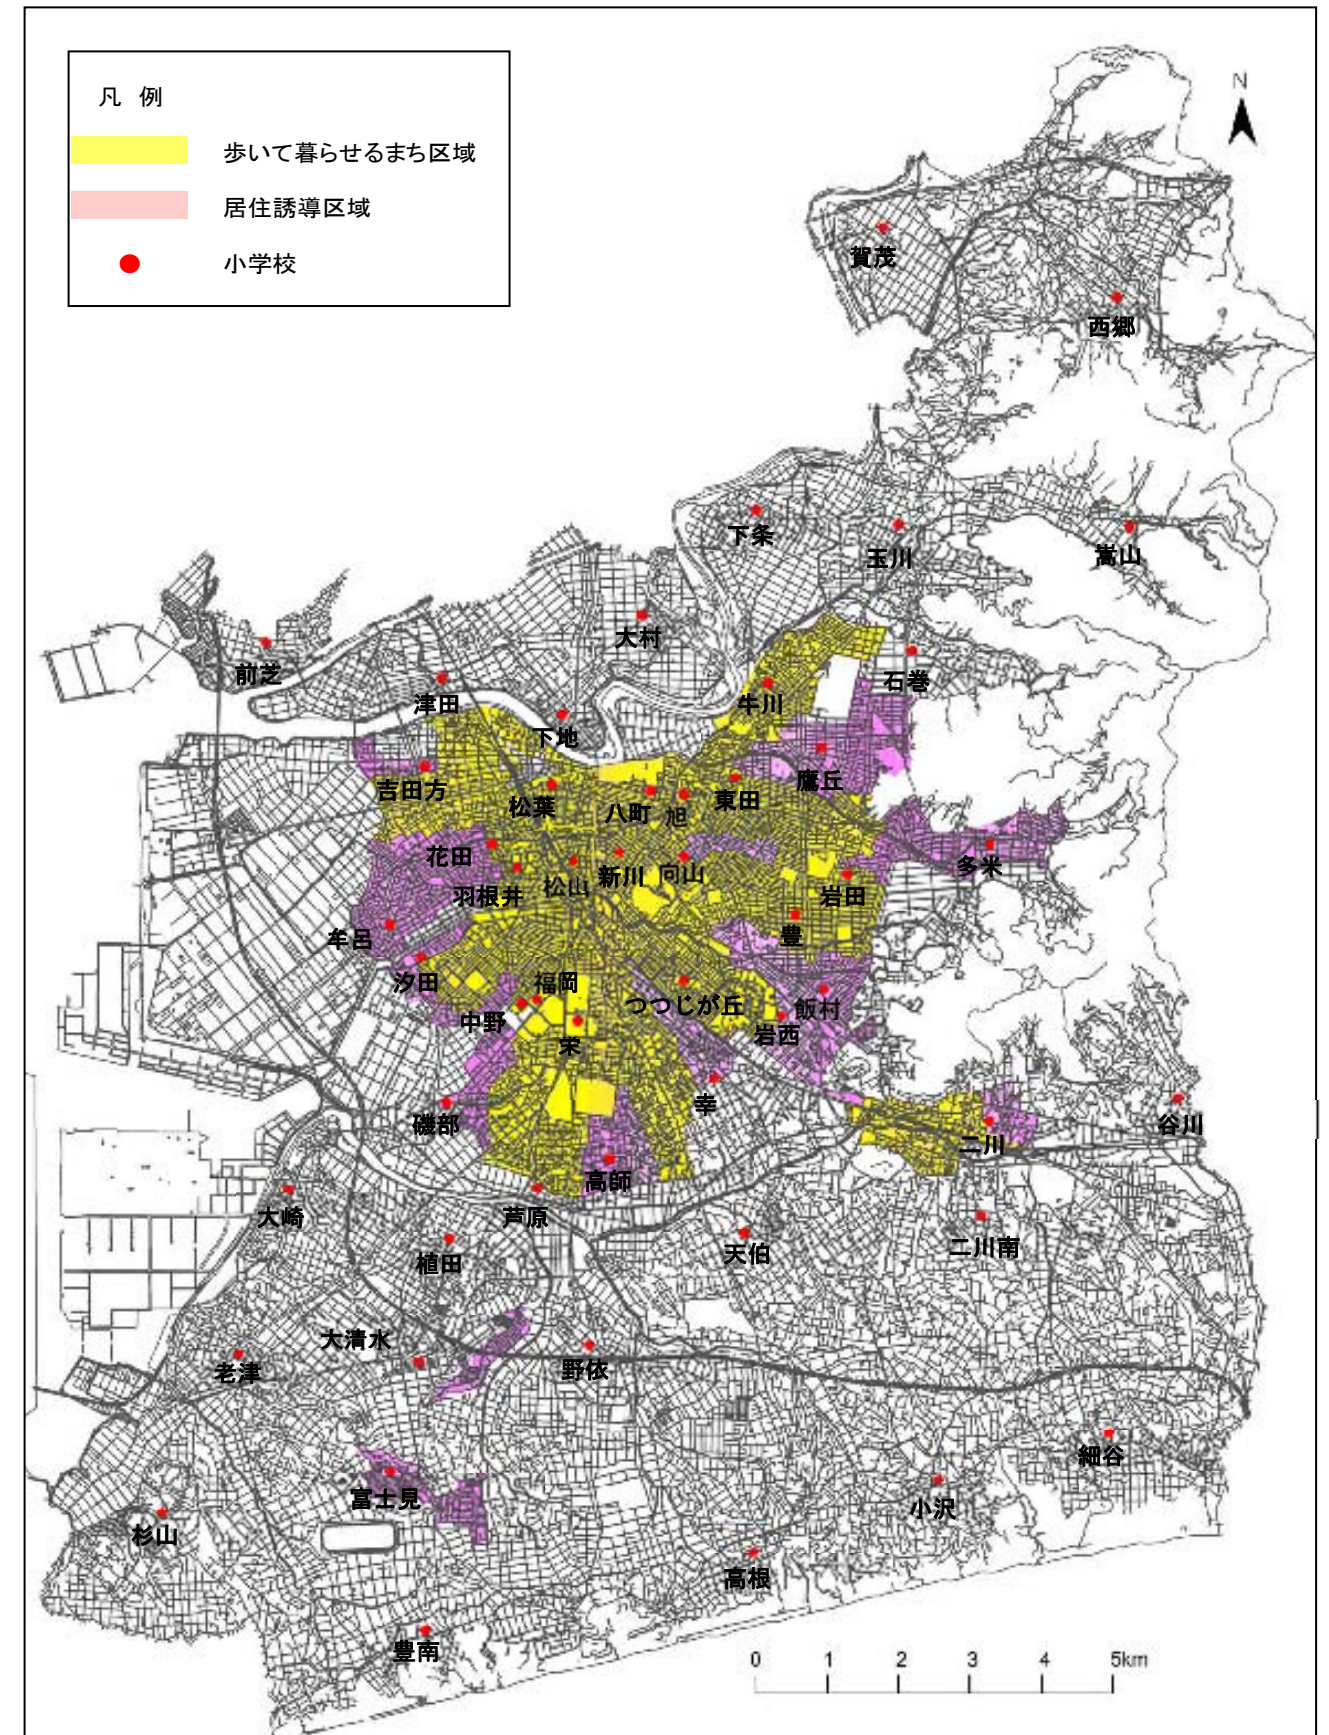 凡 例
歩いて暮らせるまち区域
居住誘導区域
小学校
N
賀茂
西郷
下条
玉川
嵩山
大村
前芝
石巻
津田
牛川
下地
鷹丘
吉田方
松葉
八町
旭
東田
花田
羽根井
松山
新川
向山
多米
岩田
牟呂
豊
汐田
福岡
つつじが丘
中野
飯村
岩西
栄
幸
磯部
谷川
二川
高師
大崎
芦原
植田
天伯
二川南
大清水
老津
野依
細谷
富士見
小沢
杉山
高根
豊南
0 1 2 3 4 5km